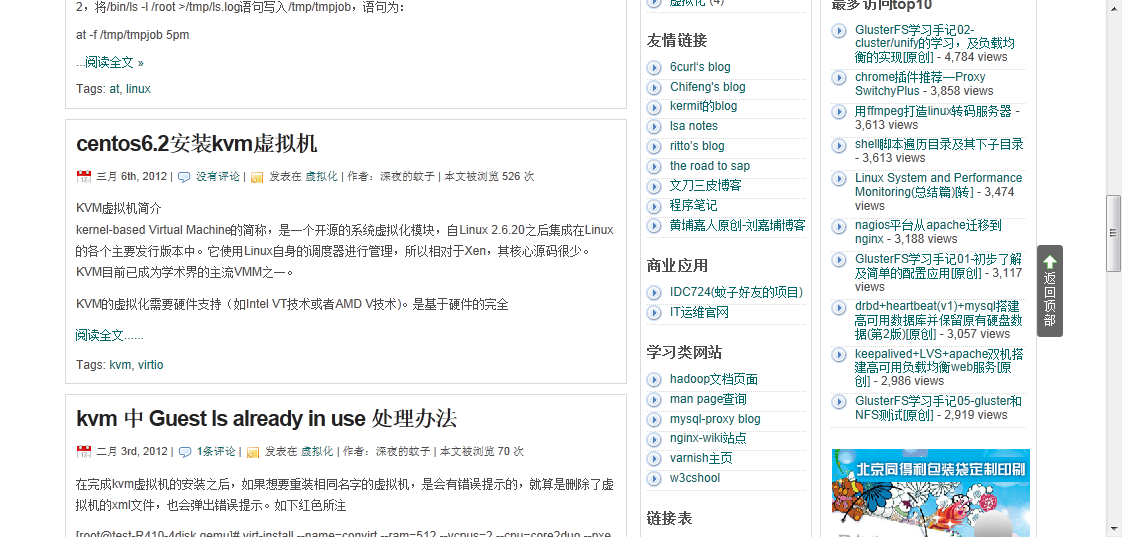 2，将/bin/ls -l /root >/tmp/ls.log语句写入/tmp/tmpjob，语句为：
at -f /tmp/tmpjob 5pm
...阅读全文 »
Tags: at, linux
centos6.2安装kvm虚拟机
三月 6th, 2012 | 没有评论 | 发表在 虚拟化 | 作者：深夜的蚊子 | 本文被浏览 526 次
KVM虚拟机简介
kernel-based Virtual Machine的简称，是一个开源的系统虚拟化模块，自Linux 2.6.20之后集成在Linux
的各个主要发行版本中。它使用Linux自身的调度器进行管理，所以相对于Xen，其核心源码很少。
KVM目前已成为学术界的主流VMM之一。
KVM的虚拟化需要硬件支持（如Intel VT技术或者AMD V技术)。是基于硬件的完全
阅读全文……
Tags: kvm, virtio
kvm 中 Guest Is already in use 处理办法
二月 3rd, 2012 | 1条评论 | 发表在 虚拟化 | 作者：深夜的蚊子 | 本文被浏览 70 次
在完成kvm虚拟机的安装之后，如果想要重装相同名字的虚拟机，是会有错误提示的，就算是删除了虚
拟机的xml文件，也会弹出错误提示。如下红色所注
[root@test-R410-4disk qemu]# virt-install --name=convirt --ram=512 --vcpus=2 --cpu=core2duo --pxe
虚拟化 (4)
友情链接
6curl's blog
Chifeng's blog
kermit的blog
lsa notes
ritto's blog
the road to sap
文刀三皮博客
程序笔记
黄埔嘉人原创-刘嘉埔博客
商业应用
IDC724(蚊子好友的项目)
IT运维官网
学习类网站
hadoop文档页面
man page查询
mysql-proxy blog
nginx-wiki站点
varnish主页
w3cshool
链接表
最多访问top10
GlusterFS学习手记02-
cluster/unify的学习，及负载均
衡的实现[原创] - 4,784 views
chrome插件推荐—Proxy
SwitchyPlus - 3,858 views
用ffmpeg打造linux转码服务器 -
3,613 views
shell脚本遍历目录及其下子目录
- 3,613 views
Linux System and Performance
Monitoring(总结篇)[转] - 3,474
views
nagios平台从apache迁移到
nginx - 3,188 views
GlusterFS学习手记01-初步了解
及简单的配置应用[原创] - 3,117
views
drbd+heartbeat(v1)+mysql搭建
高可用数据库并保留原有硬盘数
据(第2版)[原创] - 3,057 views
keepalived+LVS+apache双机搭
建高可用负载均衡web服务[原
创] - 2,986 views
GlusterFS学习手记05-gluster和
NFS测试[原创] - 2,919 views
北京同得利包装袋定制印刷
返回顶部